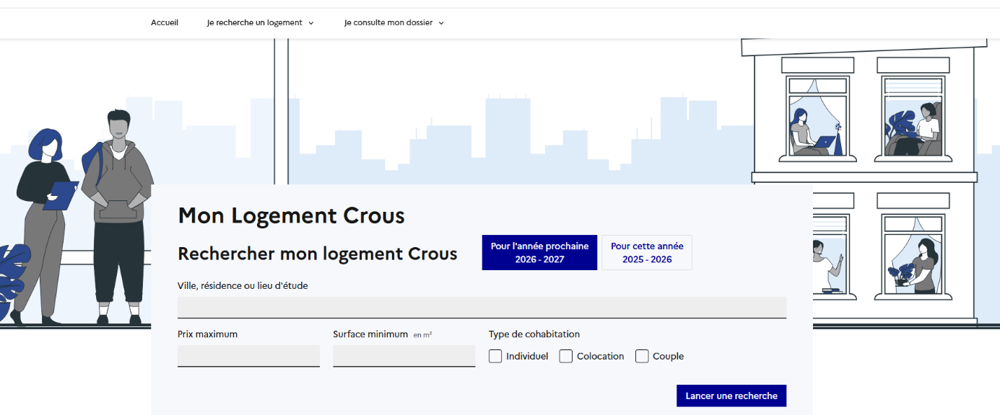 Accueil
Je recherche un logement
Je consulte mon dossier
Mon Logement Crous
Rechercher mon logement Crous
Pour l'année prochaine
2026 - 2027
Pour cette année
2025 - 2026
Ville, résidence ou lieu d'étude
Prix maximum
Surface minimum en m²
Type de cohabitation
Individuel
Colocation
Couple
Lancer une recherche